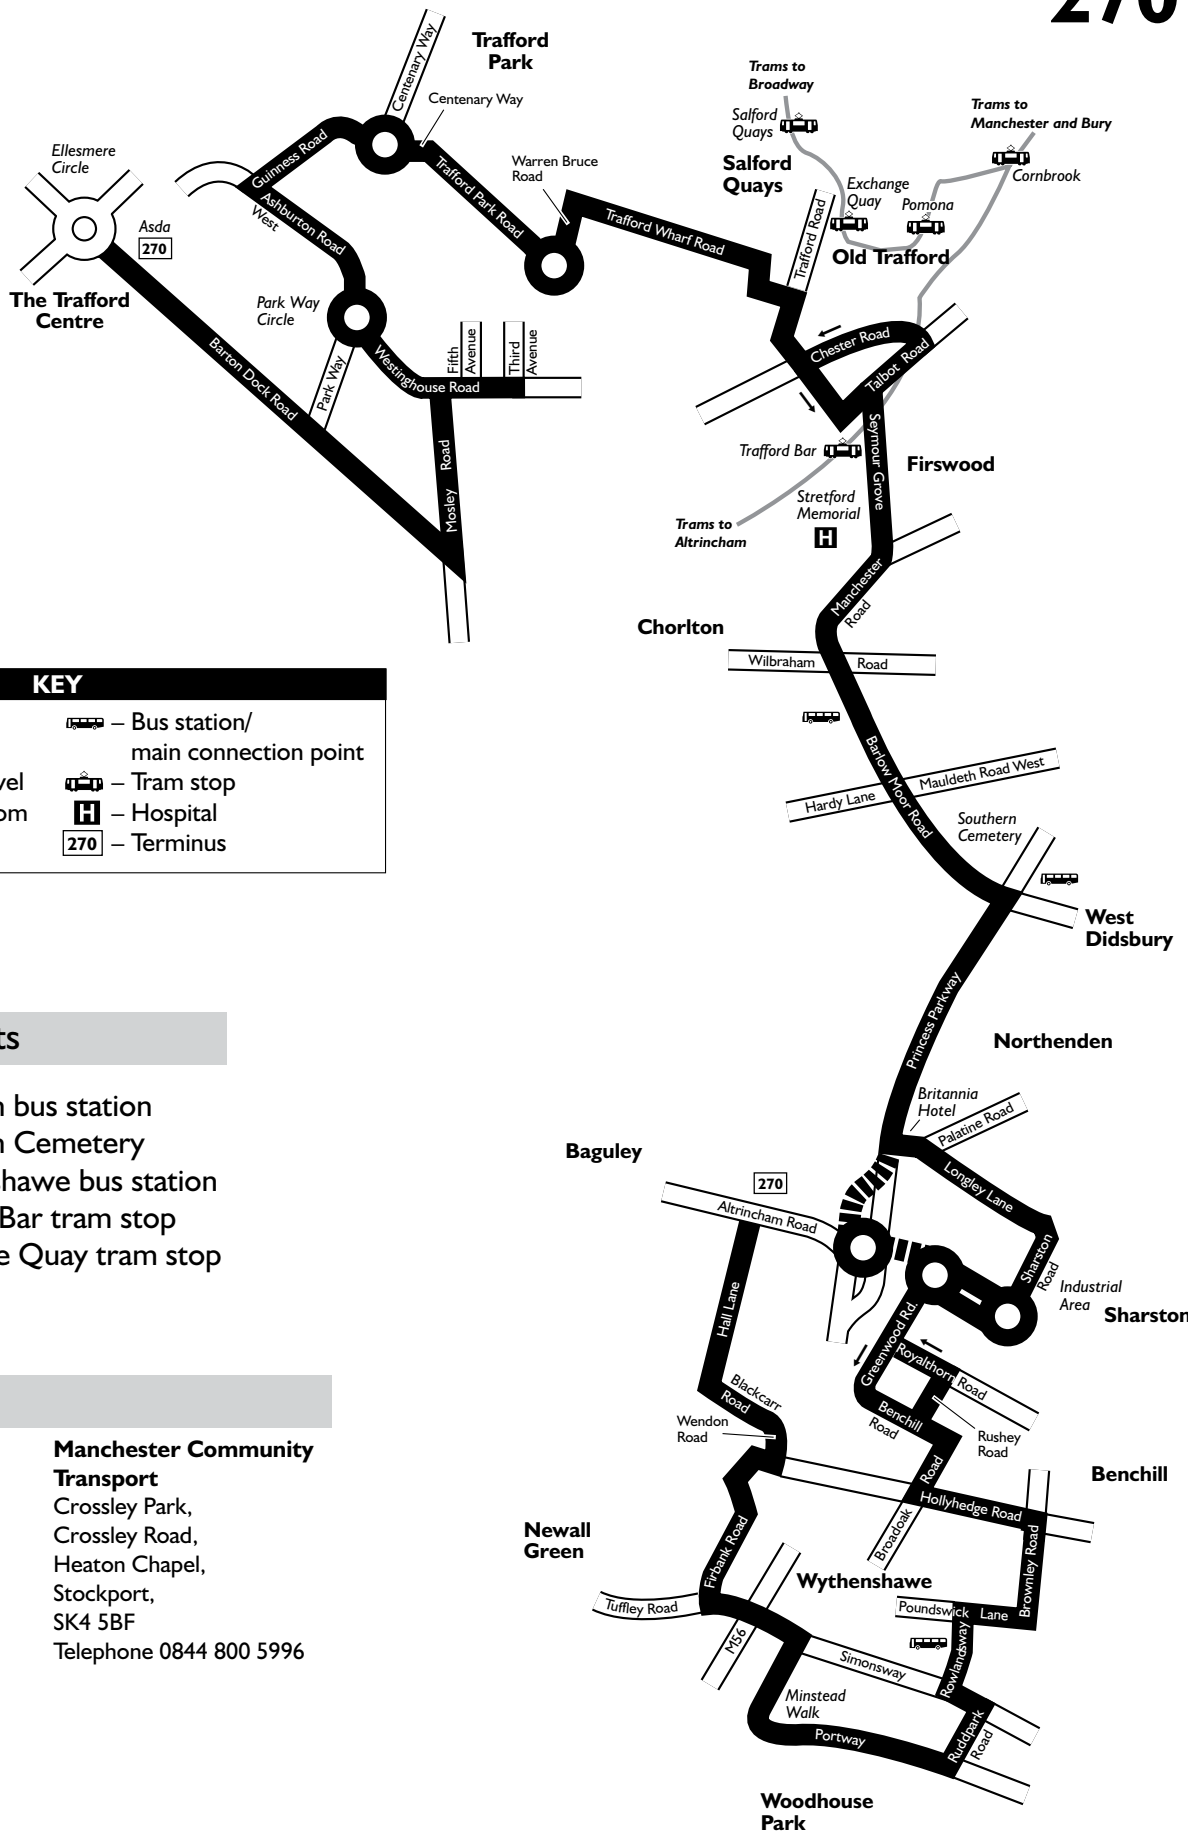 270
Trafford
Park
Centenary Way
Centenary Way
Guinness Road
Ellesmere
Circle
Asda
270
The Trafford
Centre
West
Ashburton Road
Trafford Park Road
Warren Bruce
Road
Trafford Wharf Road
Park Way
Circle
Barton Dock Road
Park Way
Westinghouse Road
Fifth
Avenue
Third
Avenue
Mosley Road
Trams to
Broadway
Salford
Quays
Salford
Quays
Trams to
Manchester and Bury
Cornbrook
Exchange
Quay
Pomona
Trafford Road
Old Trafford
Chester Road
Talbot Road
Trafford Bar
Seymour Grove
Firswood
Stretford
Memorial
H
Trams to
Altrincham
Manchester
Road
Chorlton
Wilbraham Road
Barlow Moor Road
Hardy Lane
Mauldeth Road West
Southern
Cemetery
West
Didsbury
Princess Parkway
Northenden
Britannia
Hotel
Palatine Road
Longley Lane
Baguley
270
Altrincham Road
Sharston
Road
Industrial
Area
Sharston
Hall Lane
Greenwood Rd.
Royalthorn Road
Blackcarr
Road
Benchill
Road
Rushey
Road
Wendon
Road
Benchill
Broadoak Road
Hollyhedge Road
Newall
Green
Firbank Road
Wythenshawe
Brownley Road
Tuffley Road
M56
Poundswick Lane
Rowlandsway
Simonsway
Minstead
Walk
Portway
Ruddpark
Road
Woodhouse
Park
KEY
– Bus station/
main connection point
vel
– Tram stop
om
H – Hospital
270 – Terminus
ts
n bus station
n Cemetery
shawe bus station
Bar tram stop
e Quay tram stop
Manchester Community
Transport
Crossley Park,
Crossley Road,
Heaton Chapel,
Stockport,
SK4 5BF
Telephone 0844 800 5996